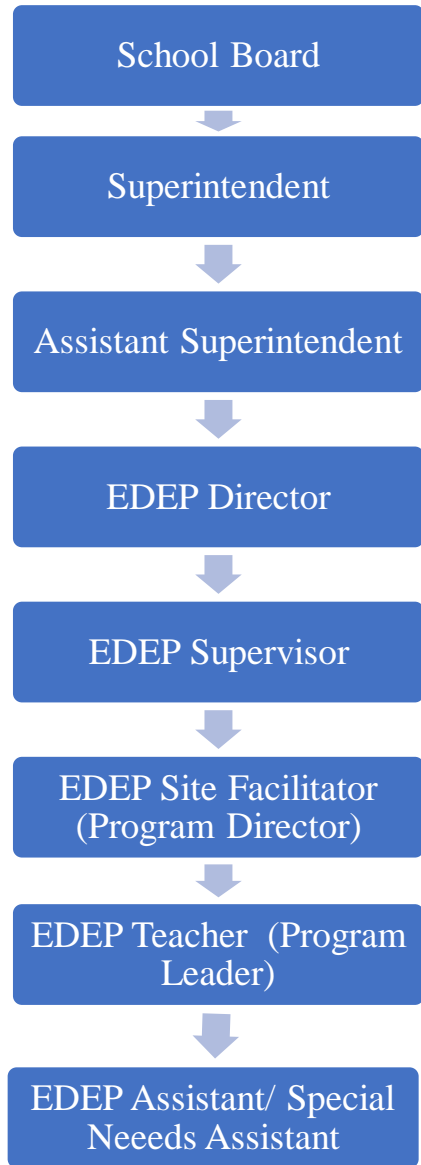 School Board
Superintendent
Assistant Superintendent
EDEP Director
EDEP Supervisor
EDEP Site Facilitator
(Program Director)
EDEP Teacher (Program
Leader)
EDEP Assistant/ Special
Neeeds Assistant